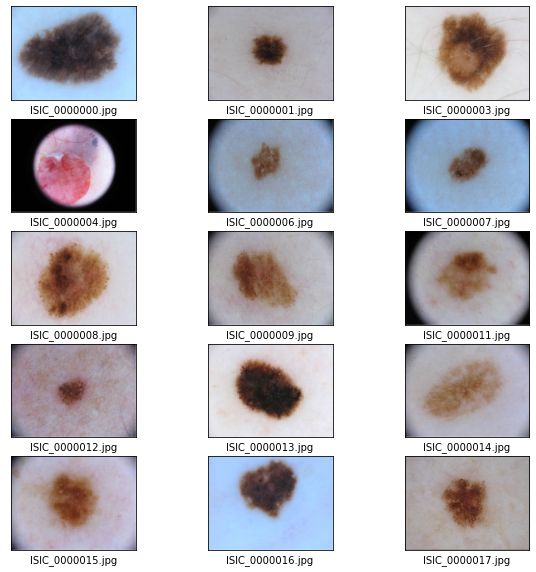 ISIC_0000000.jpg
ISIC_0000001.jpg
ISIC_0000003.jpg
ISIC_0000004.jpg
ISIC_0000006.jpg
ISIC_0000007.jpg
ISIC_0000008.jpg
ISIC_0000009.jpg
ISIC_0000011.jpg
ISIC_0000012.jpg
ISIC_0000013.jpg
ISIC_0000014.jpg
ISIC_0000015.jpg
ISIC_0000016.jpg
ISIC_0000017.jpg